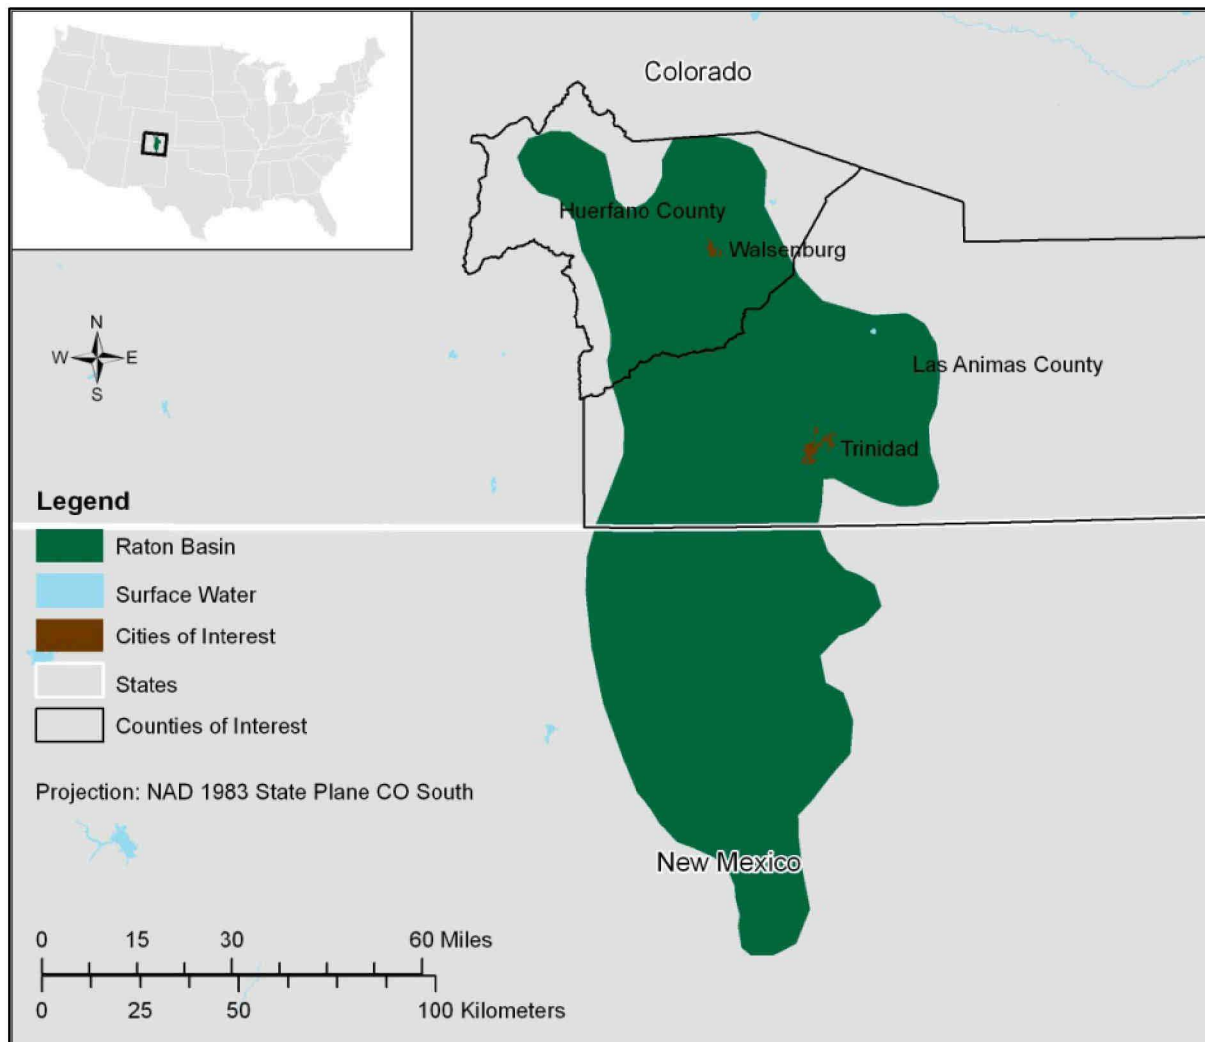 Colorado
Huerfano County
Walsenburg
N
W E
S
Las Animas County
Trinidad
Legend
Raton Basin
Surface Water
Cities of Interest
States
Counties of Interest
Projection: NAD 1983 State Plane CO South
New Mexico
0 15 30 60 Miles
0 25 50 100 Kilometers